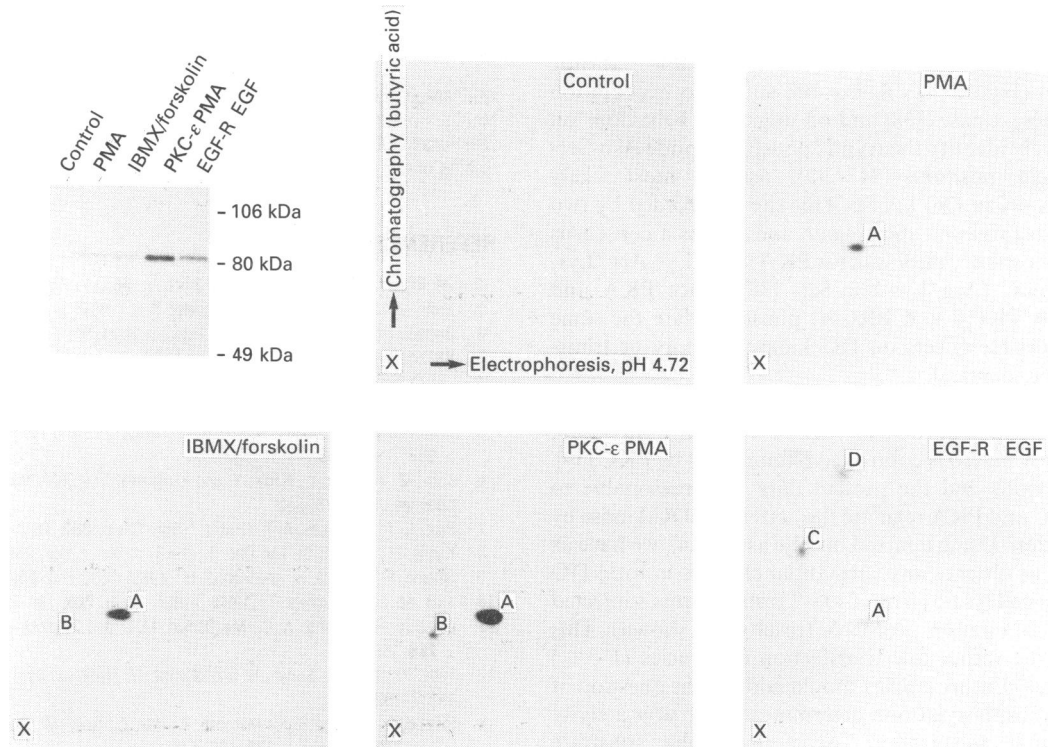 Control
PMA
IBMX/forskolin
PKC-ε PMA
EGF-R EGF
- 106 kDa
- 80 kDa
- 49 kDa
Chromatography (butyric acid)
Control
X
Electrophoresis, pH 4.72
PMA
A
X
IBMX/forskolin
A
B
X
PKC-ε PMA
A
B
X
EGF-R EGF
D
C
A
X